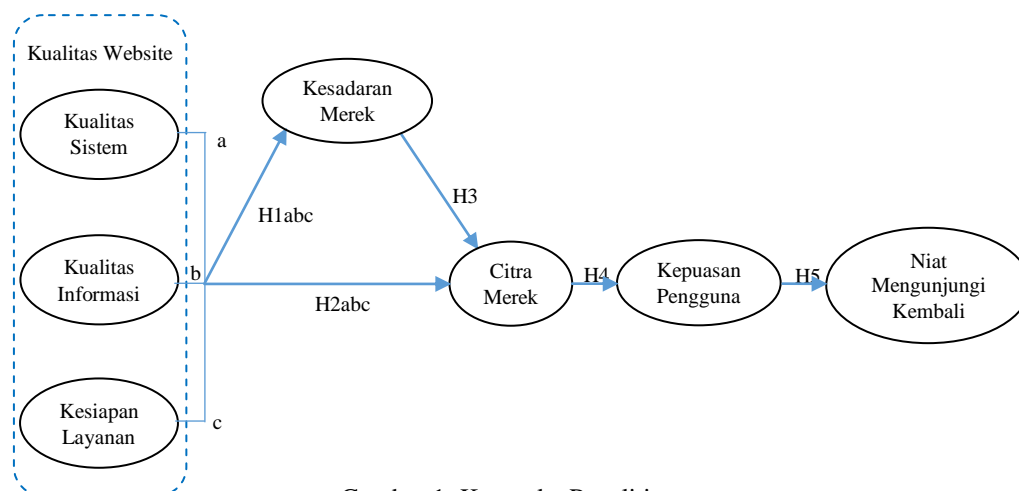 Kualitas Website
Kualitas
Sistem
a
Kesadaran
Merek
H1abc
H3
Kualitas
Informasi
b
H2abc
Citra
Merek
H4
Kepuasan
Pengguna
H5
Niat
Mengunjungi
Kembali
Kesiapan
Layanan
c